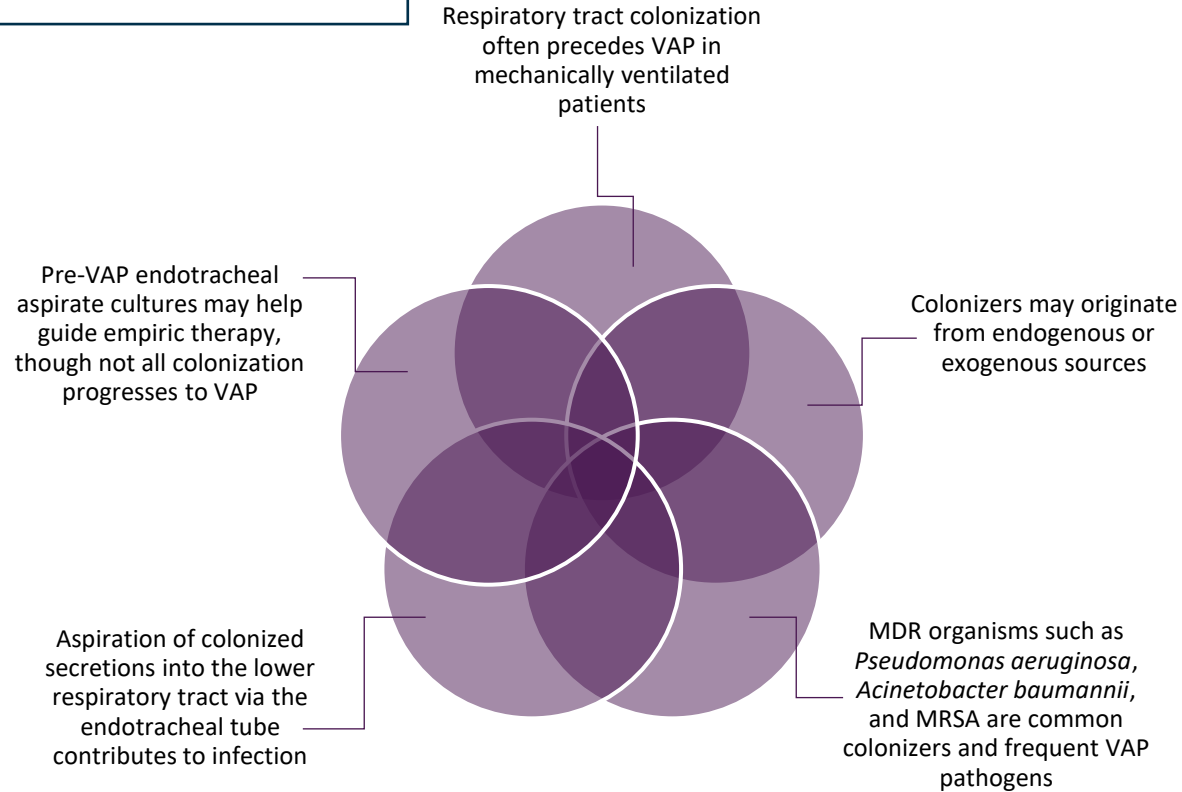 Respiratory tract colonization
often precedes VAP in
mechanically ventilated
patients
Colonizers may originate
from endogenous or
exogenous sources
MDR organisms such as
Pseudomonas aeruginosa,
Acinetobacter baumannii,
and MRSA are common
colonizers and frequent VAP
pathogens
Aspiration of colonized
secretions into the lower
respiratory tract via the
endotracheal tube
contributes to infection
Pre-VAP endotracheal
aspirate cultures may help
guide empiric therapy,
though not all colonization
progresses to VAP